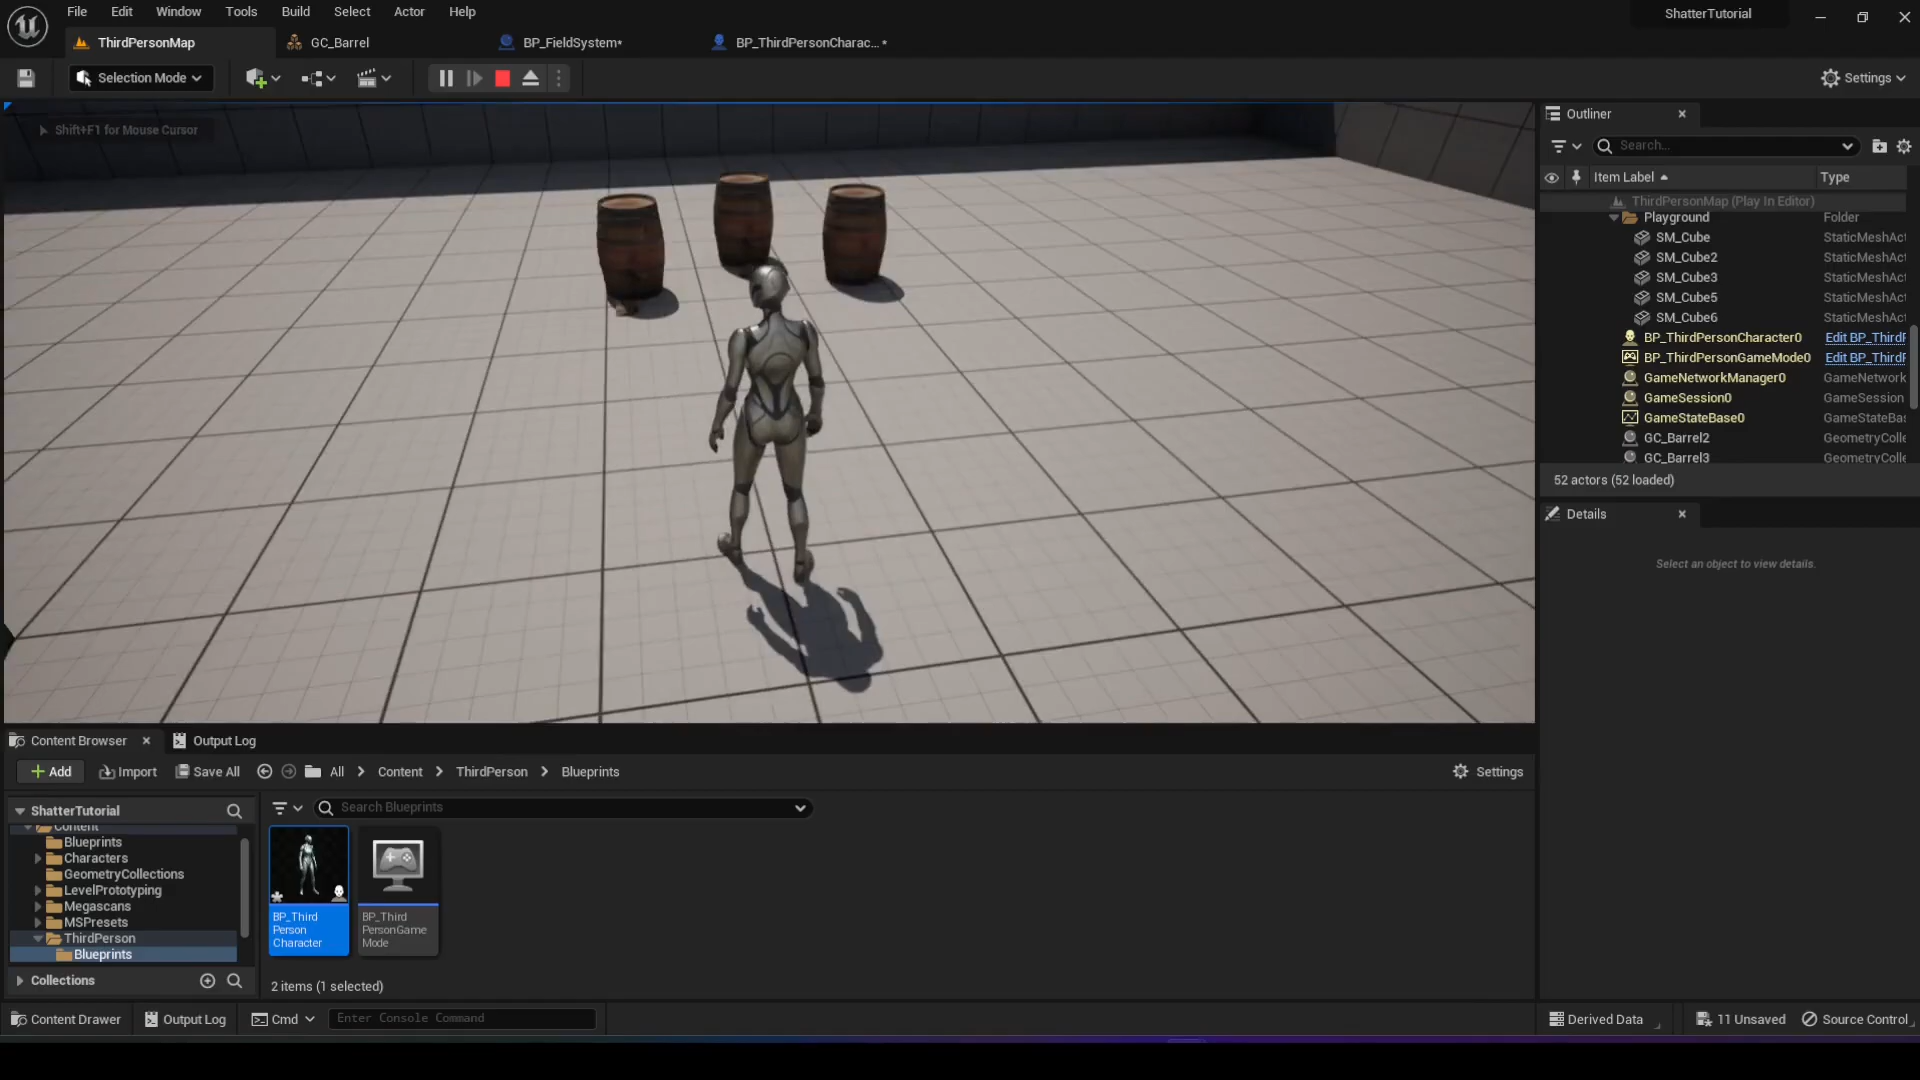 File Edit Window Tools Build Select Actor Help
ShatterTutorial
ThirdPersonMap
GC_Barrel
BP_FieldSystem*
BP_ThirdPersonCharac...*
Selection Mode
Settings
Shift+F1 for Mouse Cursor
Outliner
Search...
Item Label
Type
ThirdPersonMap (Play In Editor)
Playground
Folder
SM_Cube
StaticMeshAct
SM_Cube2
StaticMeshAct
SM_Cube3
StaticMeshAct
SM_Cube5
StaticMeshAct
SM_Cube6
StaticMeshAct
BP_ThirdPersonCharacter0
Edit BP_ThirdP
BP_ThirdPersonGameMode0
Edit BP_ThirdP
GameNetworkManager0
GameNetwork
GameSession0
GameSession
GameStateBase0
GameStateBas
GC_Barrel2
GeometryColle
GC_Barrel3
GeometryColle
52 actors (52 loaded)
Details
Select an object to view details.
Content Browser
Output Log
Add
Import
Save All
All
Content
ThirdPerson
Blueprints
Settings
ShatterTutorial
Search Blueprints
Content
Blueprints
Characters
GeometryCollections
LevelPrototyping
Megascans
MSPresets
ThirdPerson
Blueprints
Collections
BP_Third
Person
Character
BP_Third
PersonGame
Mode
2 items (1 selected)
Content Drawer
Output Log
Cmd
Enter Console Command
Derived Data
11 Unsaved
Source Control